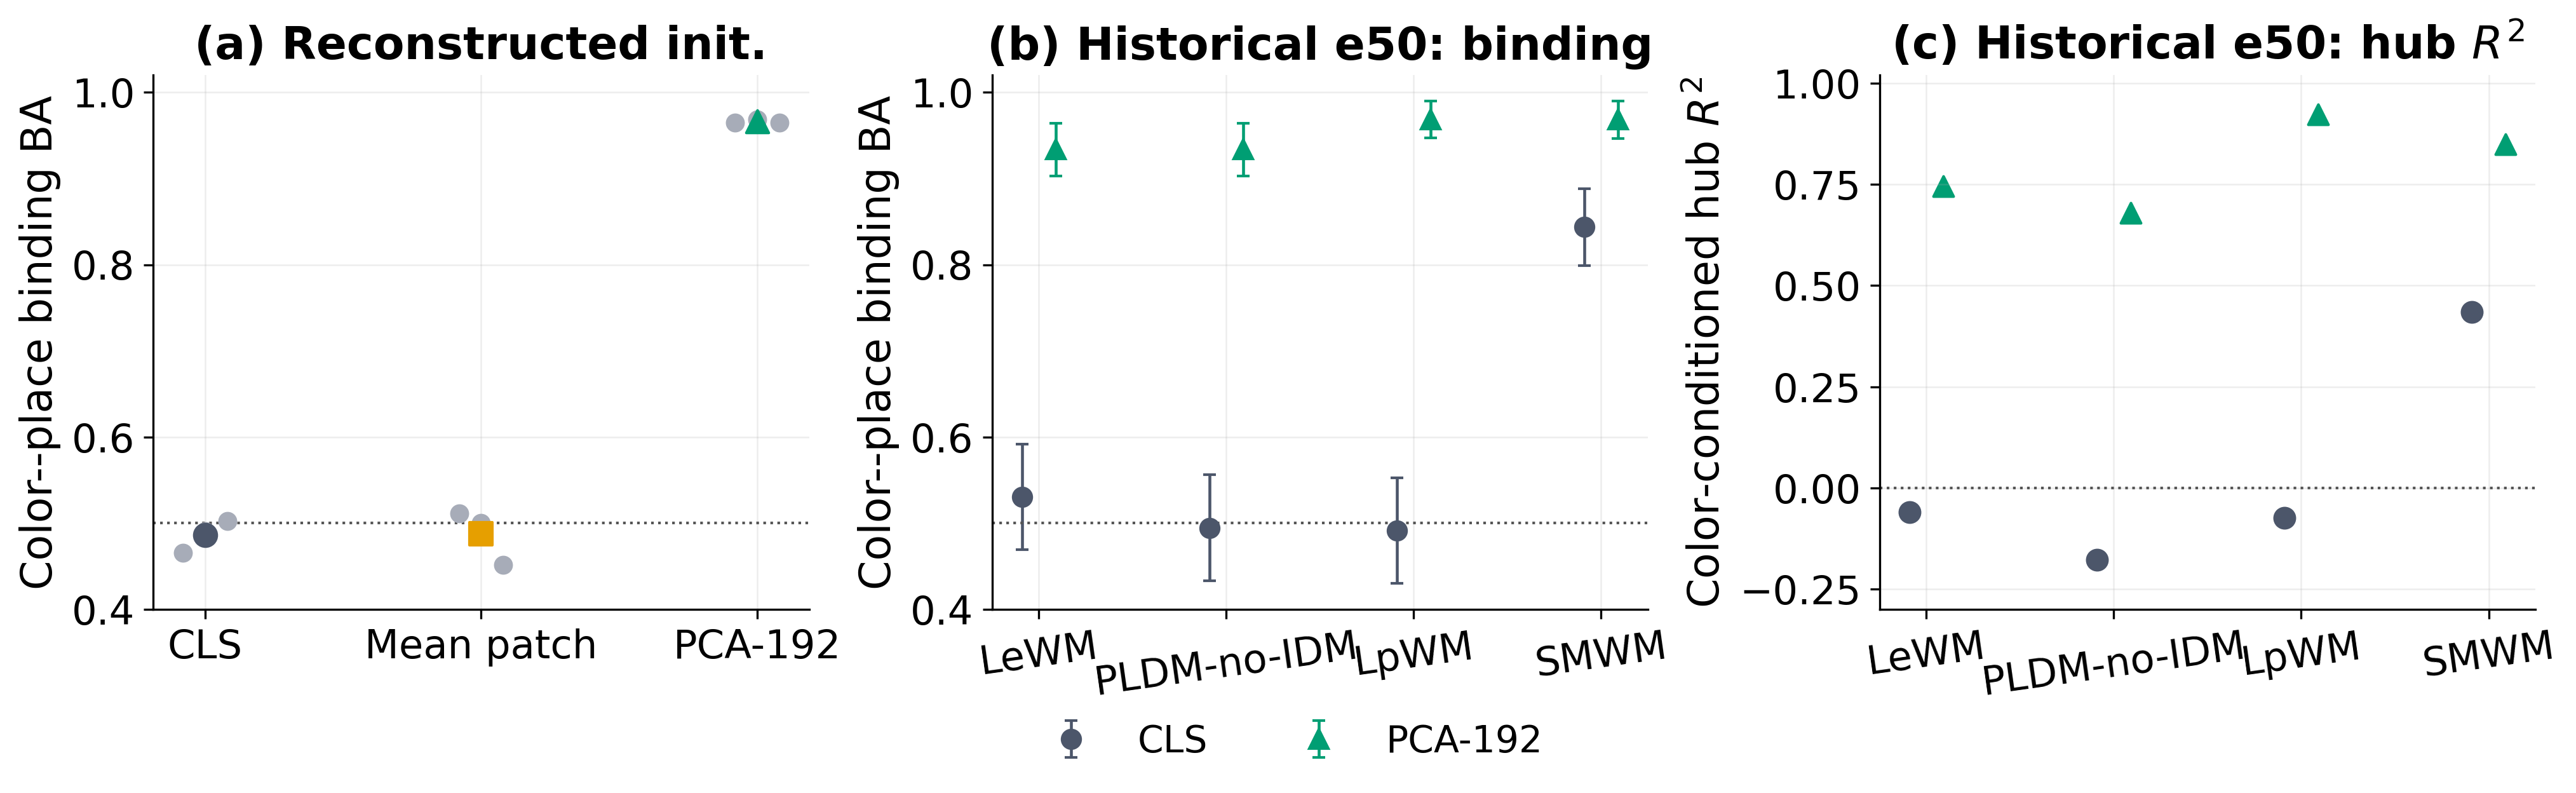 (a) Reconstructed init.
Color--place binding BA
1.0
0.8
0.6
0.4
CLS
Mean patch
PCA-192
(b) Historical e50: binding
Color--place binding BA
1.0
0.8
0.6
0.4
LeWM
PLDM-no-IDM
LpWM
SMWM
(c) Historical e50: hub R²
Color-conditioned hub R²
1.00
0.75
0.50
0.25
0.00
−0.25
LeWM
PLDM-no-IDM
LpWM
SMWM
CLS
PCA-192